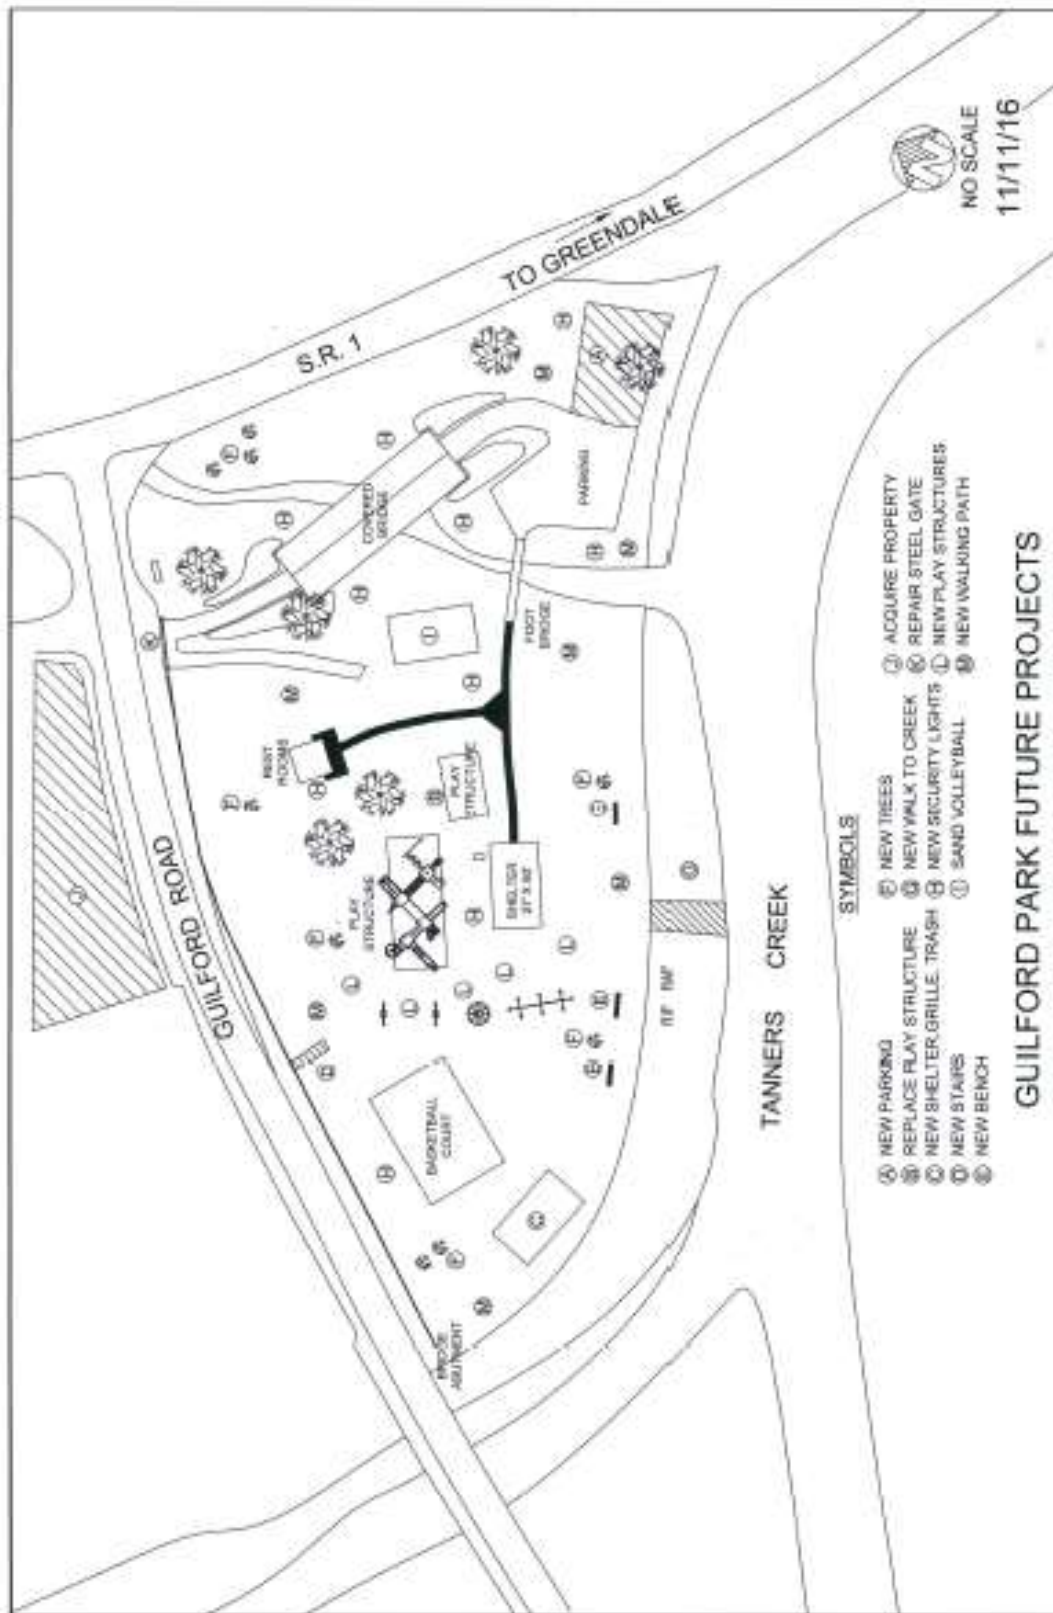 S.R. 1
TO GREENDALE
GUILFORD ROAD
J
K
REST
ROOMS
COVERED
BRIDGE
PARKING
A
FOOT
BRIDGE
I
PLAY
STRUCTURE
B
PLAY
STRUCTURE
SHELTER
BASKETBALL
COURT
C
BRIDGE
ABUTMENT
TANNERS CREEK
NO SCALE
11/11/16
SYMBOLS
A NEW PARKING
B REPLACE PLAY STRUCTURE
C NEW SHELTER, GRILLE, TRASH
D NEW STAIRS
E NEW BENCH
F NEW TREES
G NEW WALK TO CREEK
H NEW SECURITY LIGHTS
I SAND VOLLEYBALL
J ACQUIRE PROPERTY
K REPAIR STEEL GATE
L NEW PLAY STRUCTURES
M NEW WALKING PATH
GUILFORD PARK FUTURE PROJECTS